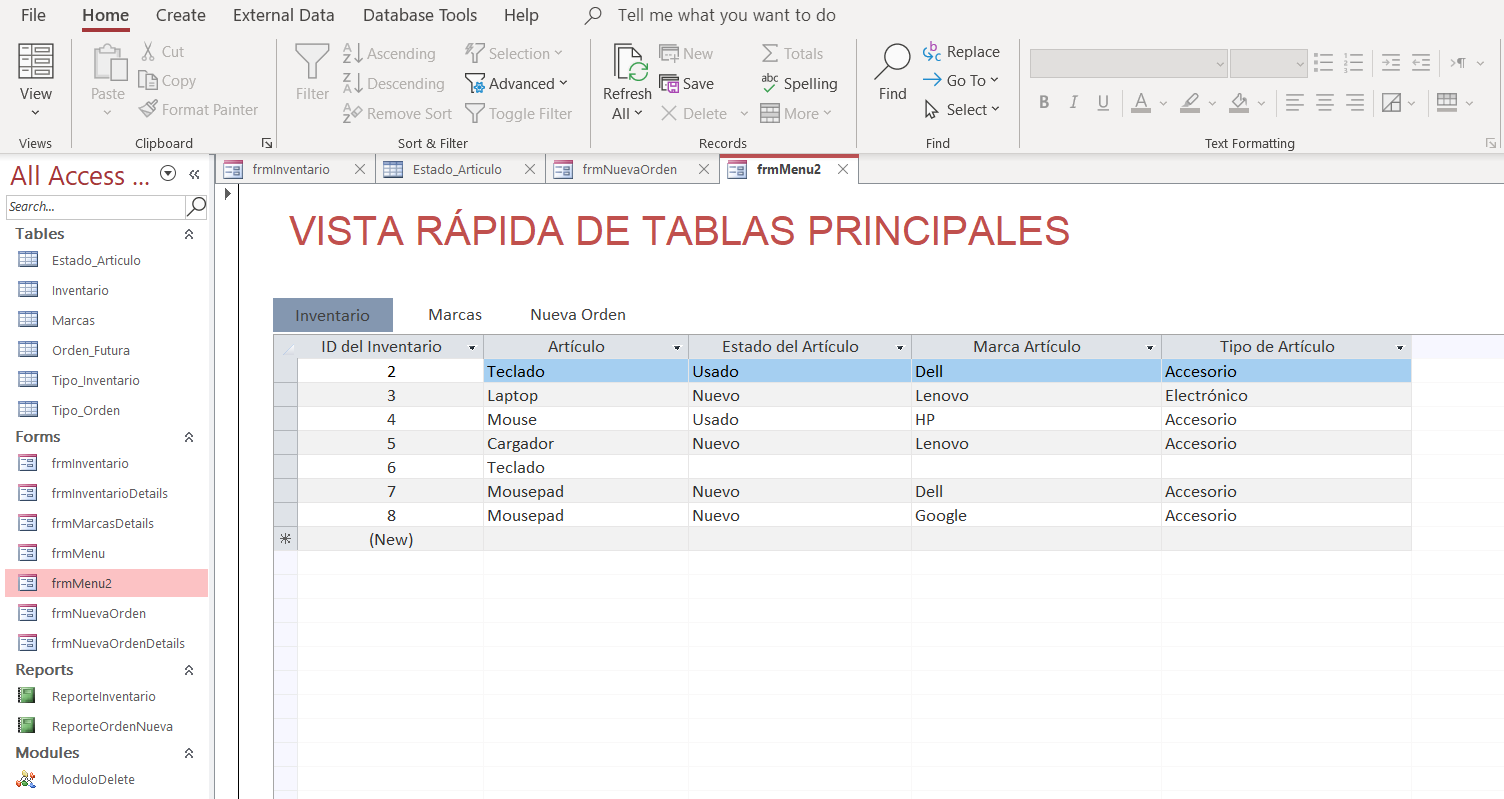 File Home Create External Data Database Tools Help Tell me what you want to do
View
Views
Paste
Cut
Copy
Format Painter
Clipboard
Filter
Ascending
Descending
Remove Sort
Selection
Advanced
Toggle Filter
Sort & Filter
Refresh
All
New
Save
Delete
Totals
Spelling
More
Records
Find
Replace
Go To
Select
Find
B I U A
Text Formatting
All Access ...
Search...
Tables
Estado_Articulo
Inventario
Marcas
Orden_Futura
Tipo_Inventario
Tipo_Orden
Forms
frmInventario
frmInventarioDetails
frmMarcasDetails
frmMenu
frmMenu2
frmNuevaOrden
frmNuevaOrdenDetails
Reports
ReporteInventario
ReporteOrdenNueva
Modules
ModuloDelete
frmInventario Estado_Articulo frmNuevaOrden frmMenu2
VISTA RÁPIDA DE TABLAS PRINCIPALES
Inventario Marcas Nueva Orden
ID del Inventario Artículo Estado del Artículo Marca Artículo Tipo de Artículo
2 Teclado Usado Dell Accesorio
3 Laptop Nuevo Lenovo Electrónico
4 Mouse Usado HP Accesorio
5 Cargador Nuevo Lenovo Accesorio
6 Teclado
7 Mousepad Nuevo Dell Accesorio
8 Mousepad Nuevo Google Accesorio
(New)